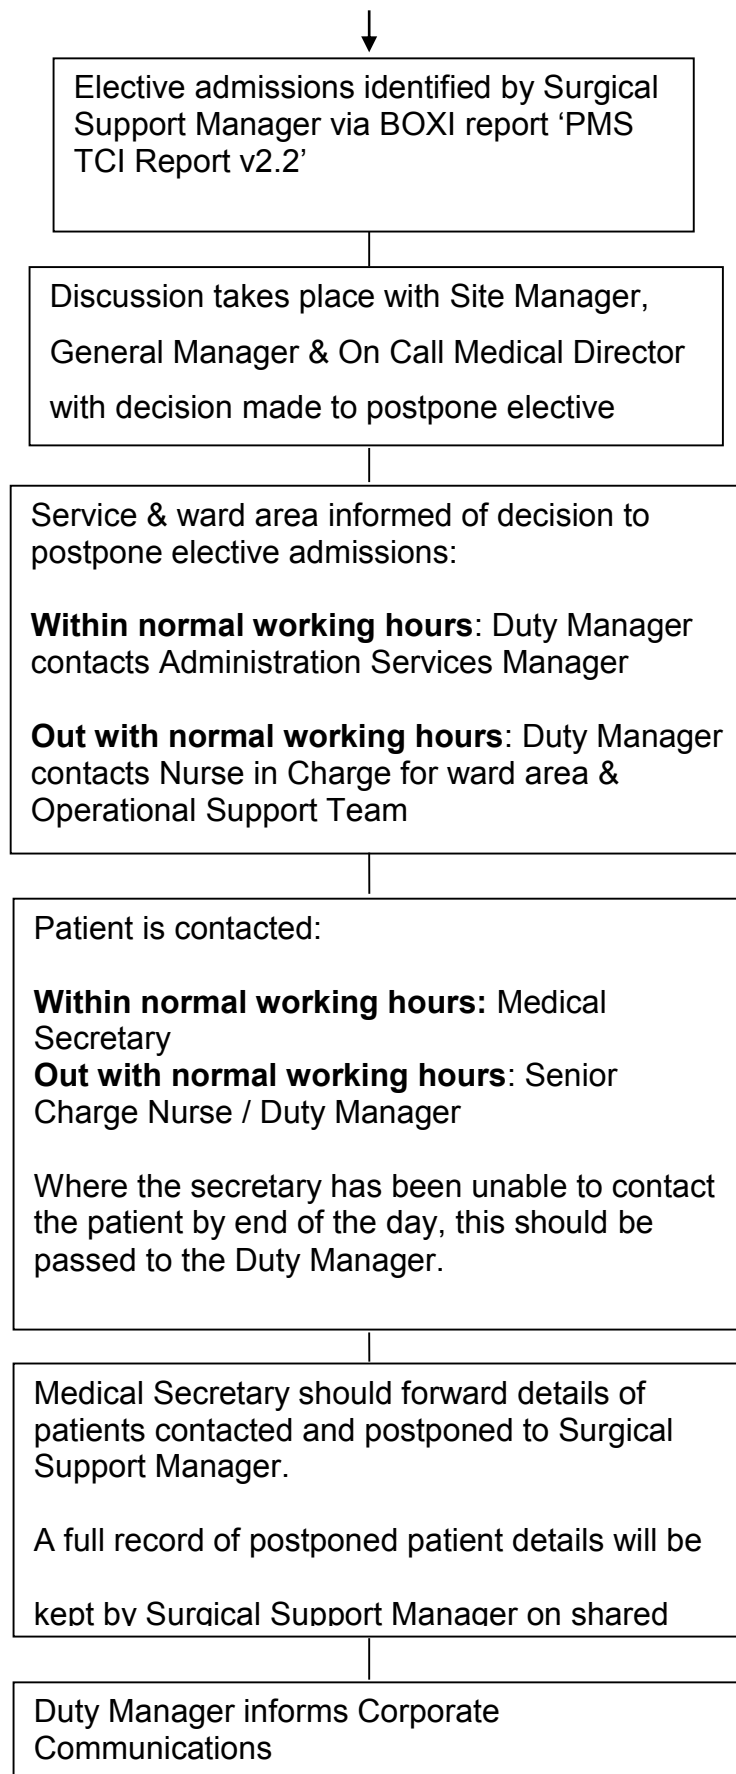 Elective admissions identified by Surgical
Support Manager via BOXI report ‘PMS
TCI Report v2.2’
Discussion takes place with Site Manager,
General Manager & On Call Medical Director
with decision made to postpone elective
Service & ward area informed of decision to
postpone elective admissions:
Within normal working hours: Duty Manager
contacts Administration Services Manager
Out with normal working hours: Duty Manager
contacts Nurse in Charge for ward area &
Operational Support Team
Patient is contacted:
Within normal working hours: Medical
Secretary
Out with normal working hours: Senior
Charge Nurse / Duty Manager
Where the secretary has been unable to contact
the patient by end of the day, this should be
passed to the Duty Manager.
Medical Secretary should forward details of
patients contacted and postponed to Surgical
Support Manager.
A full record of postponed patient details will be
kept by Surgical Support Manager on shared
Duty Manager informs Corporate
Communications